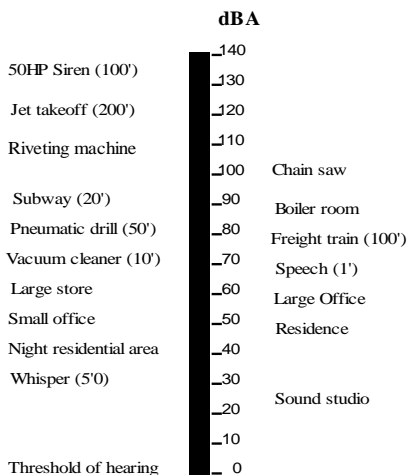 dBA
140
50HP Siren (100')
130
Jet takeoff (200')
120
110
Riveting machine
100
Chain saw
Subway (20')
90
Boiler room
Pneumatic drill (50')
80
Freight train (100')
Vacuum cleaner (10')
70
Speech (1')
Large store
60
Large Office
Small office
50
Residence
Night residential area
40
Whisper (5'0)
30
Sound studio
20
10
Threshold of hearing
0